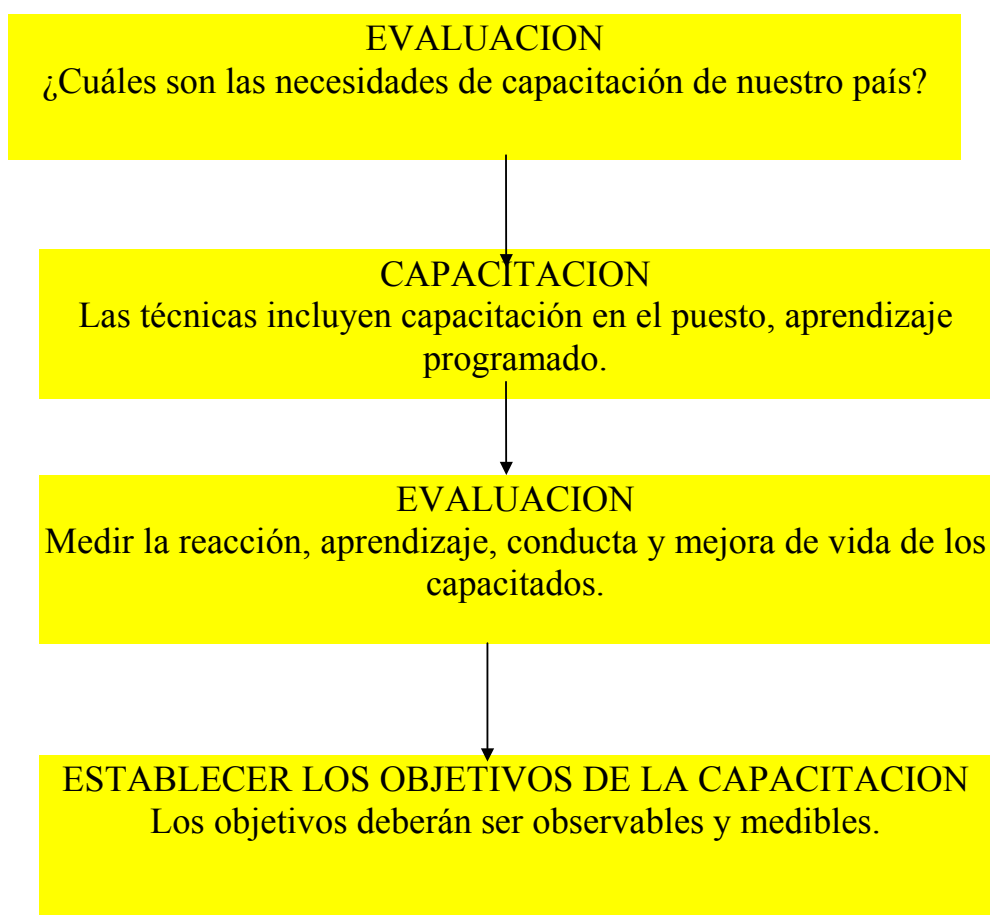 EVALUACION
¿Cuáles son las necesidades de capacitación de nuestro país?
CAPACITACION
Las técnicas incluyen capacitación en el puesto, aprendizaje
programado.
EVALUACION
Medir la reacción, aprendizaje, conducta y mejora de vida de los
capacitados.
ESTABLECER LOS OBJETIVOS DE LA CAPACITACION
Los objetivos deberán ser observables y medibles.